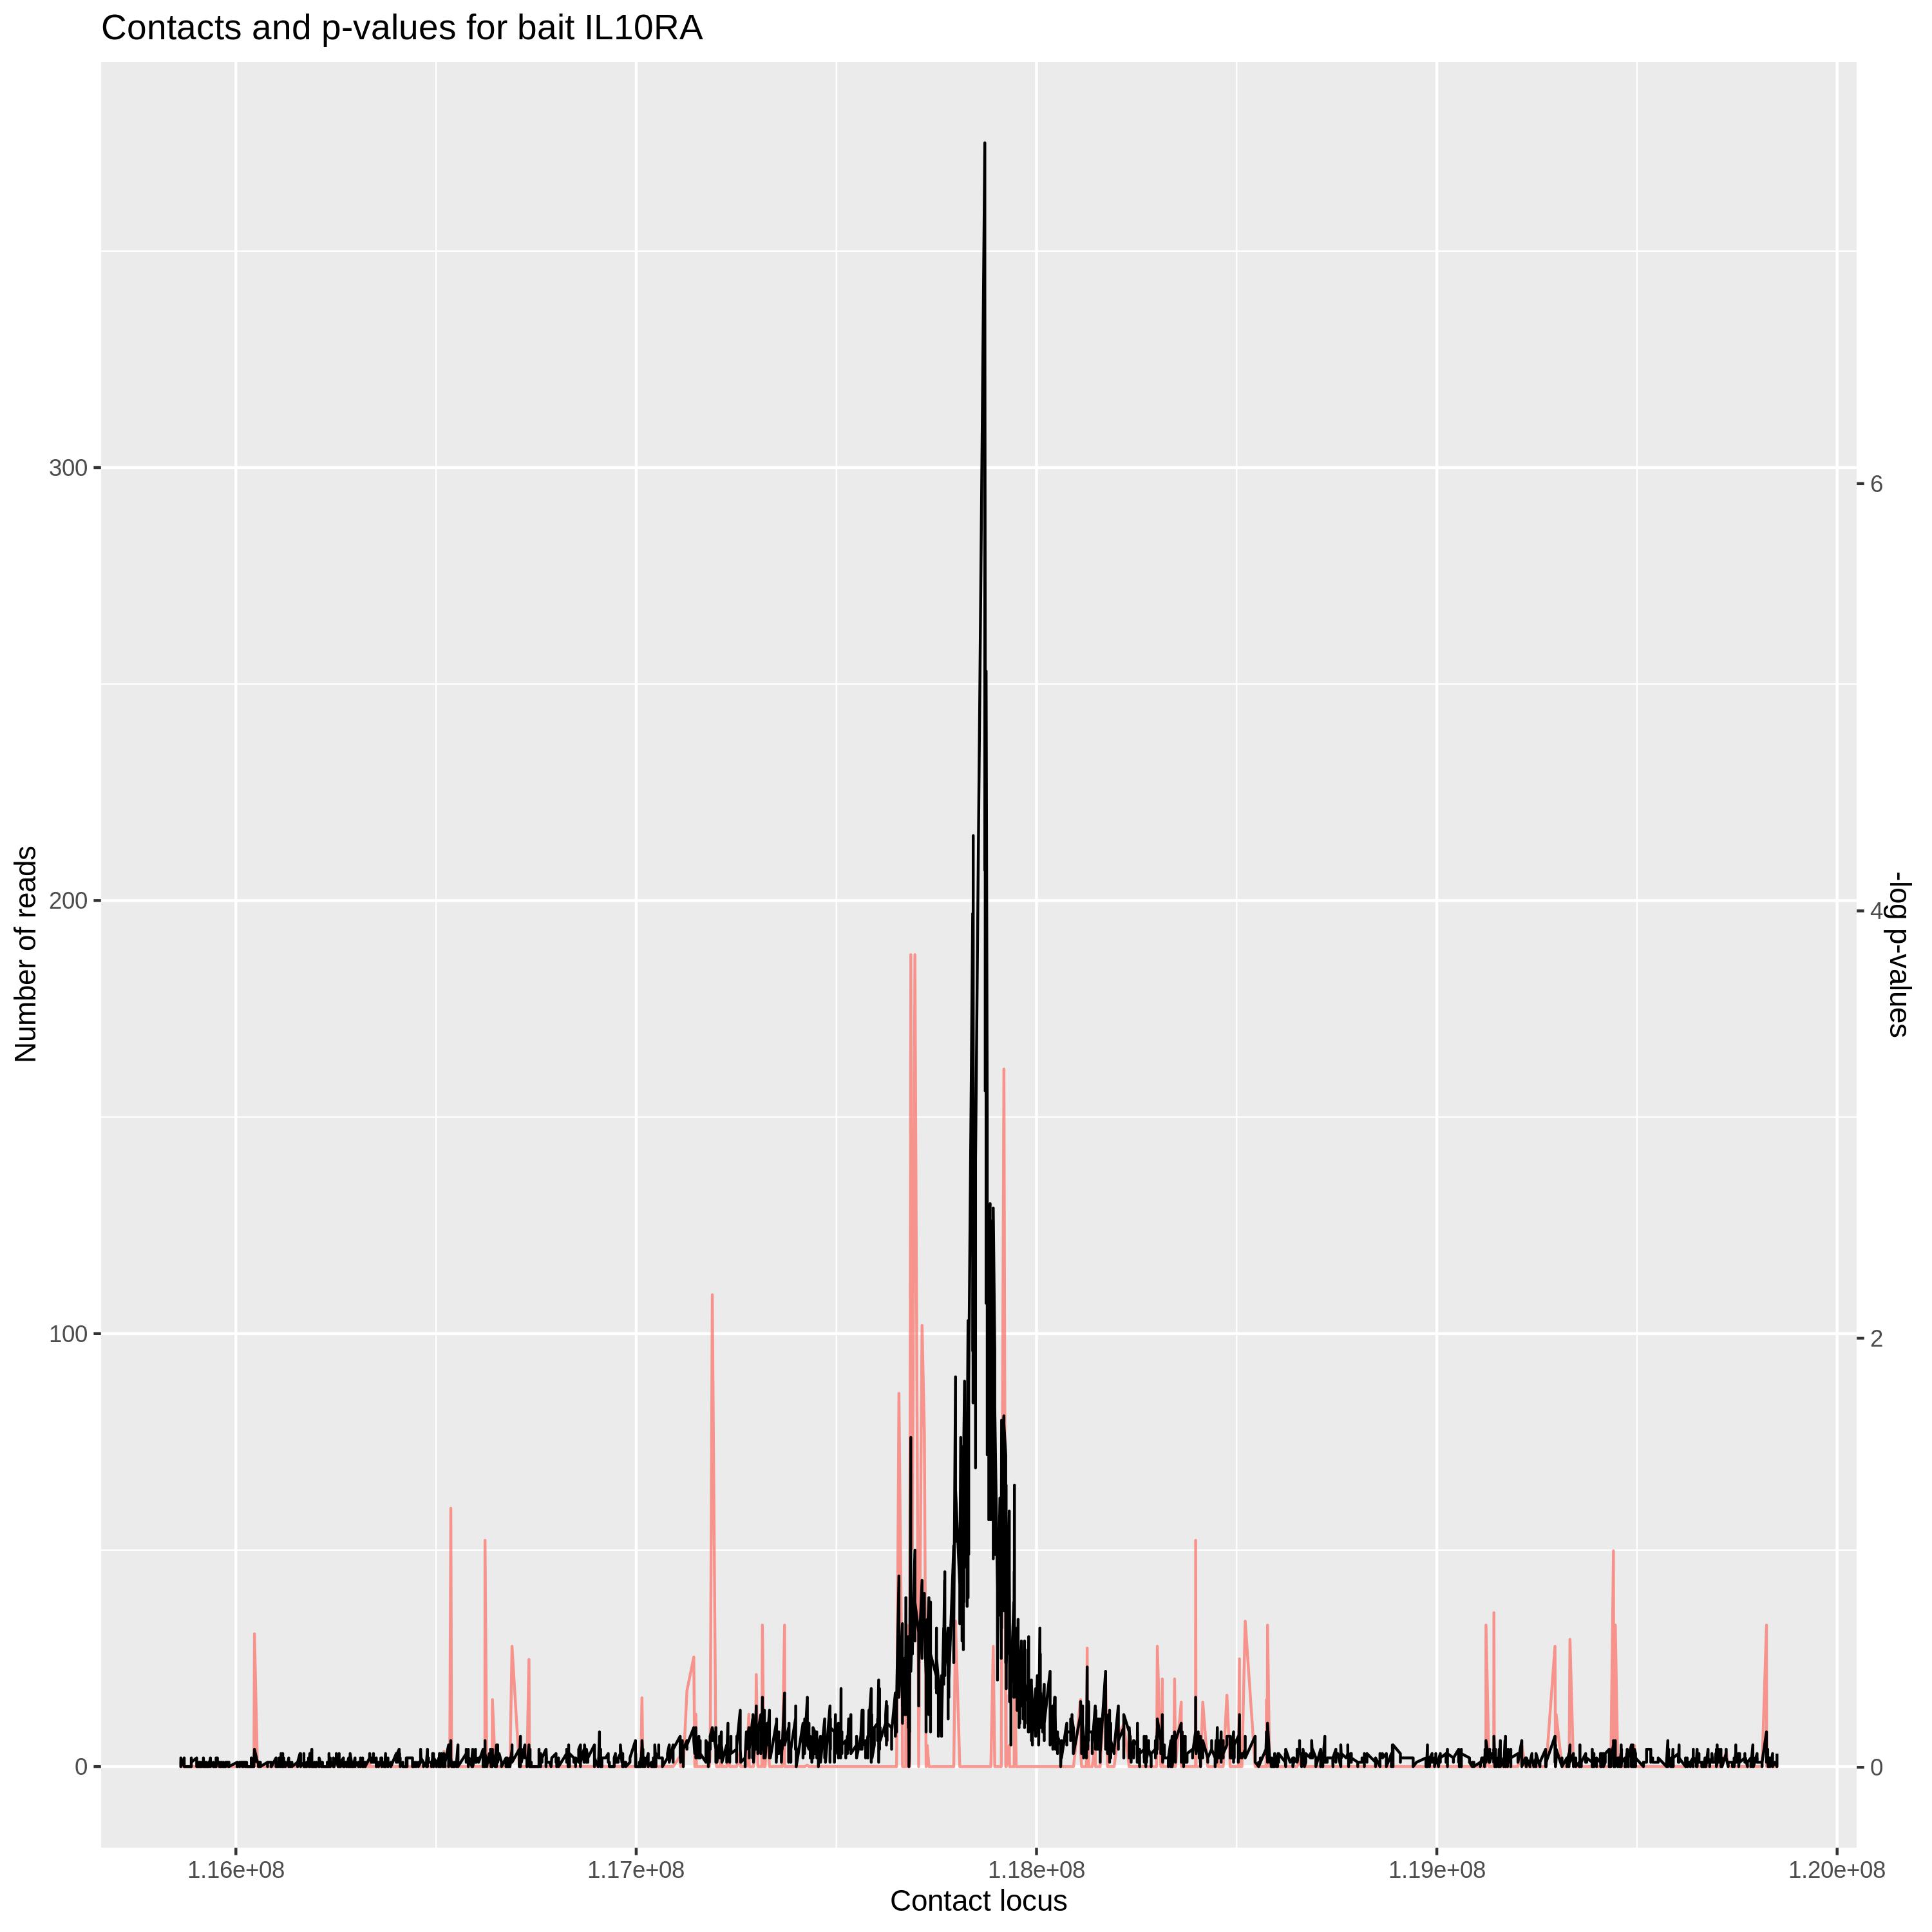 Contacts and p-values for bait IL10RA
Number of reads
300
200
100
0
6
4
2
0
-log p-values
1.16e+08
1.17e+08
1.18e+08
1.19e+08
1.20e+08
Contact locus